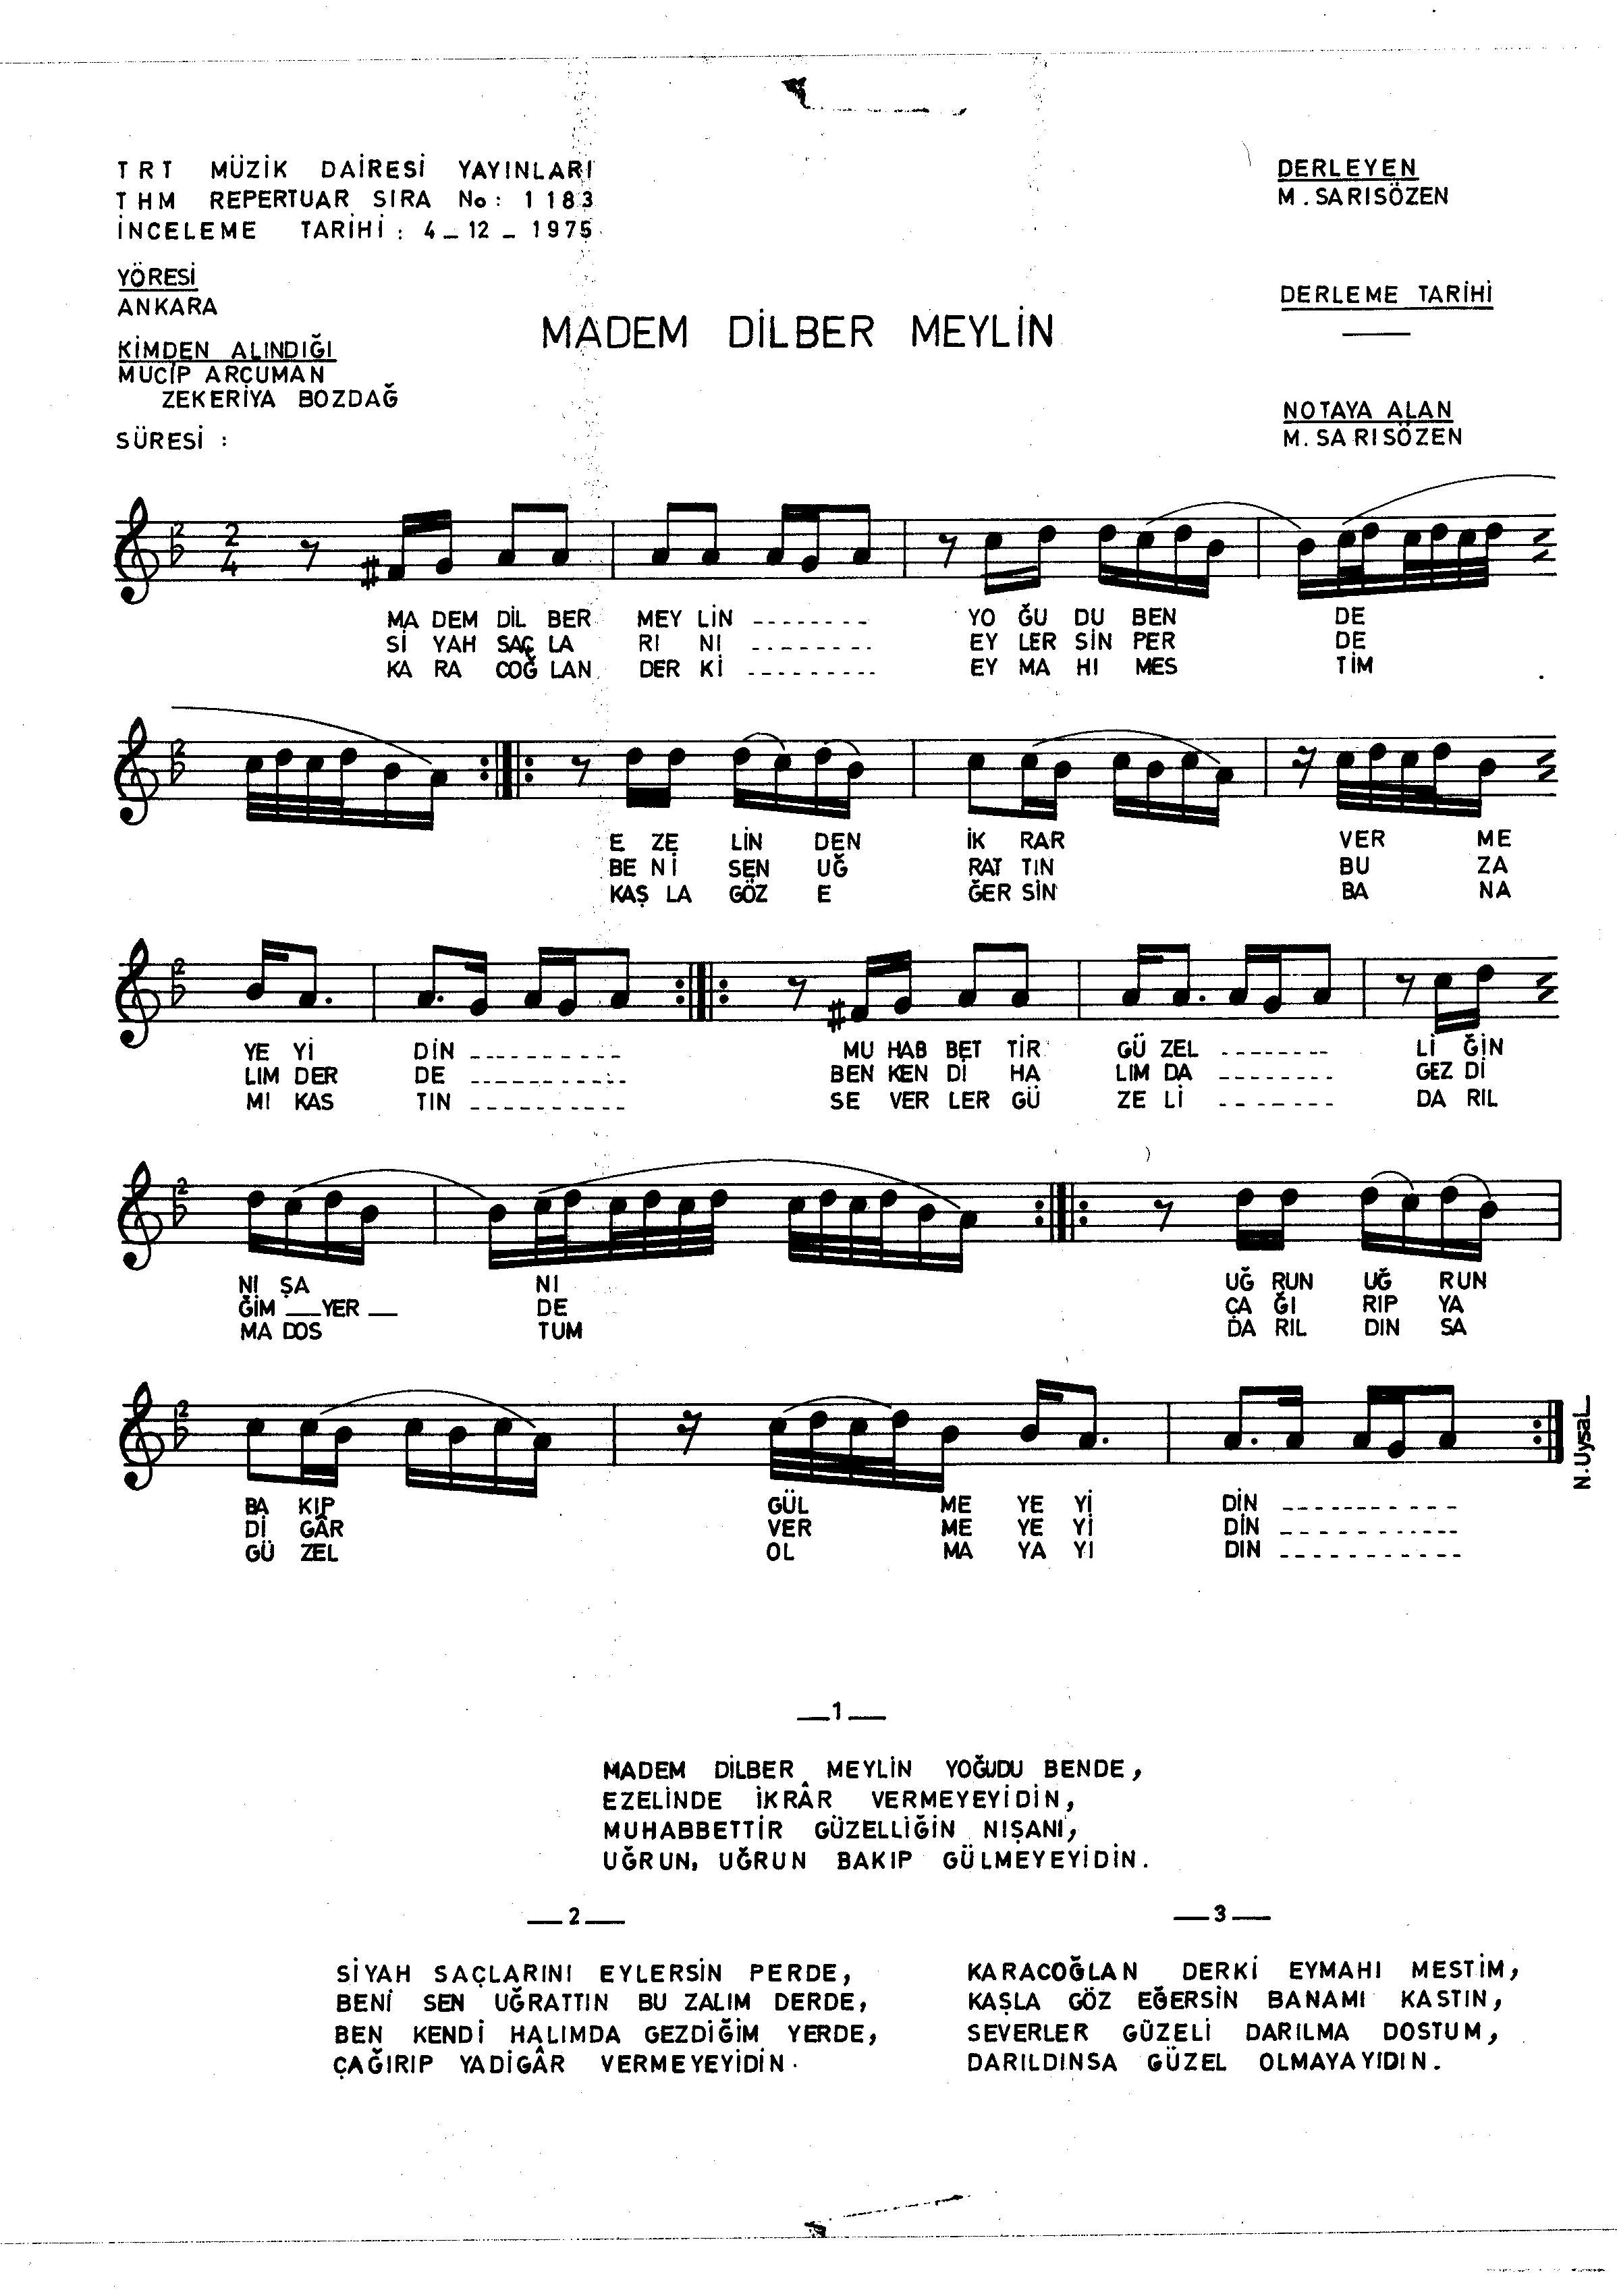 TRT MÜZİK DAİRESİ YAYINLARI
THM REPERTUAR SIRA No: 1183
İNCELEME TARİHİ: 4_12_1975
DERLEYEN
M.SARISÖZEN
YÖRESİ
ANKARA
DERLEME TARİHİ
KİMDEN ALINDIĞI
MUCİP ARCUMAN
ZEKERİYA BOZDAĞ
MADEM DİLBER MEYLİN
NOTAYA ALAN
M.SARISÖZEN
SÜRESİ :
2
2
4
MA DEM DİL BER MEY LİN --------- YO ĞU DU BEN DE
Sİ YAH SAÇ LA RI NI --------- EY LER SİN PER DE
KA RA COĞ LAN DER Kİ ---------- EY MA HI MES TİM
2
E ZE LİN DEN İK RAR VER ME
BE Nİ SEN UĞ RAT TIN BU ZA
KAŞ LA GÖZ E ĞER SİN BA NA
2
YE Yİ DİN ----------- MU HAB BET TİR GÜ ZEL -------- Lİ ĞİN
LIM DER DE ----------- BEN KEN Dİ HA LIM DA -------- GEZ Dİ
MI KAS TIN ----------- SE VER LER GÜ ZE Lİ -------- DA RIL
2
NI ŞA NI UĞ RUN UĞ RUN
ĞİM __YER__ DE ÇA ĞI RIP YA
MA DOS TUM DA RIL DIN SA
2
N.Uysal
BA KIP GÜL ME YE Yİ DİN -----------
Dİ GÂR VER ME YE Yİ DİN -----------
GÜ ZEL OL MA YA YI DIN -----------
__1__
MADEM DİLBER MEYLİN YOĞUDU BENDE,
EZELİNDE İKRÂR VERMEYEYİDİN,
MUHABBETTİR GÜZELLİĞİN NIŞANI,
UĞRUN, UĞRUN BAKIP GÜLMEYEYİDİN.
__2__
SİYAH SAÇLARINI EYLERSİN PERDE,
BENİ SEN UĞRATTIN BU ZALIM DERDE,
BEN KENDİ HALIMDA GEZDİĞİM YERDE,
ÇAĞIRIP YADİGÂR VERMEYEYİDİN.
__3__
KARACOĞLAN DERKİ EYMAHI MESTİM,
KAŞLA GÖZ EĞERSİN BANAMI KASTIN,
SEVERLER GÜZELİ DARILMA DOSTUM,
DARILDINSA GÜZEL OLMAYAYIDIN.